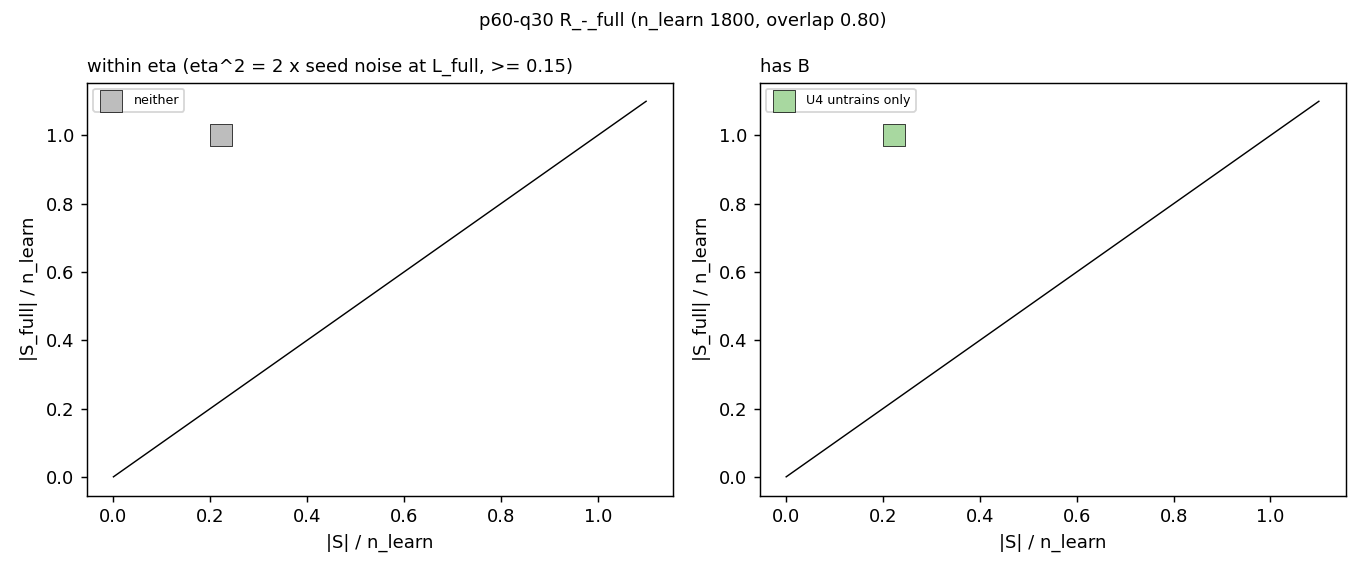 p60-q30 R_-_full (n_learn 1800, overlap 0.80)
within eta (eta^2 = 2 x seed noise at L_full, >= 0.15)
neither
1.0
0.8
0.6
0.4
0.2
0.0
|S_full| / n_learn
0.0 0.2 0.4 0.6 0.8 1.0
|S| / n_learn
has B
U4 untrains only
1.0
0.8
0.6
0.4
0.2
0.0
|S_full| / n_learn
0.0 0.2 0.4 0.6 0.8 1.0
|S| / n_learn